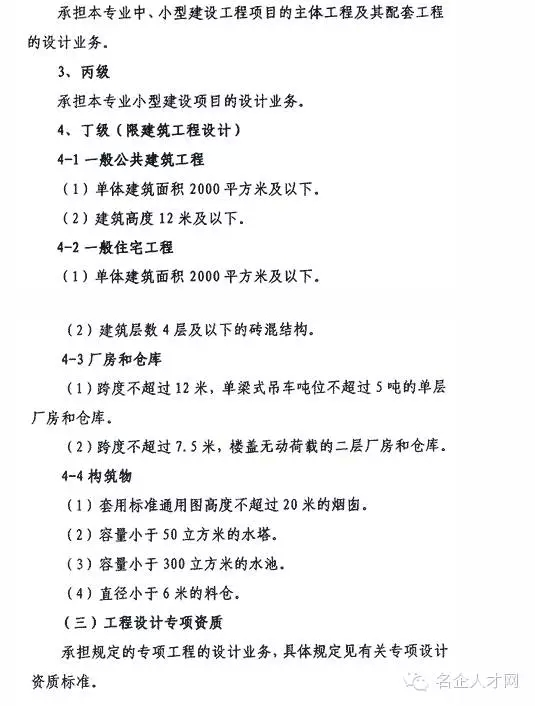 承担本专业中、小型建设工程项目的主体工程及其配套工程
的设计业务。
3、丙级
承担本专业小型建设项目的设计业务。
4、丁级（限建筑工程设计）
4-1 一般公共建筑工程
（1）单体建筑面积 2000 平方米及以下。
（2）建筑高度 12 米及以下。
4-2 一般住宅工程
（1）单体建筑面积 2000 平方米及以下。
（2）建筑层数 4 层及以下的砖混结构。
4-3 厂房和仓库
（1）跨度不超过 12 米，单梁式吊车吨位不超过 5 吨的单层
厂房和仓库。
（2）跨度不超过 7.5 米，楼盖无动荷载的二层厂房和仓库。
4-4 构筑物
（1）套用标准通用图高度不超过 20 米的烟囱。
（2）容量小于 50 立方米的水塔。
（3）容量小于 300 立方米的水池。
（4）直径小于 6 米的料仓。
（三）工程设计专项资质
承担规定的专项工程的设计业务，具体规定见有关专项设计
资质标准。
名企人才网